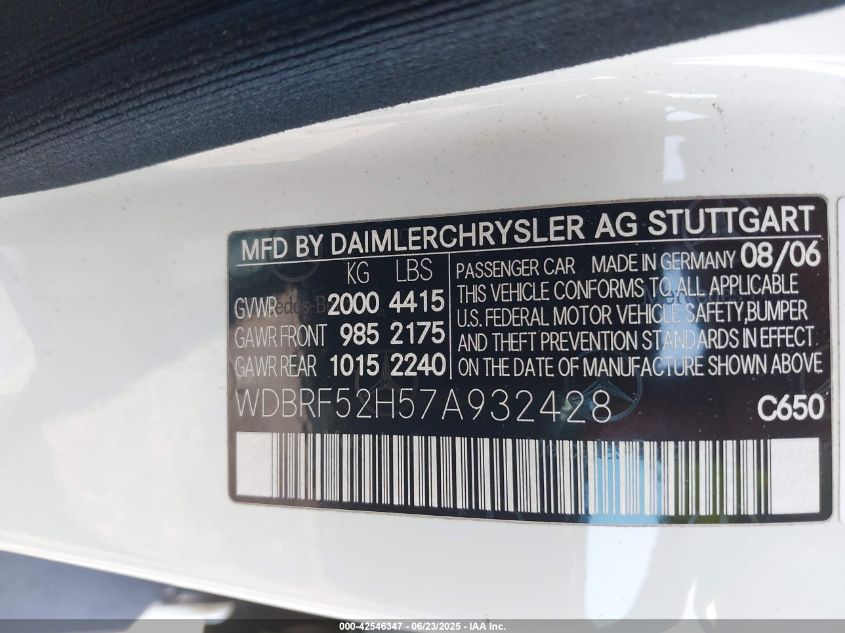 MFD BY DAIMLERCHRYSLER AG STUTTGART
KG LBS
GVWR 2000 4415
GAWR FRONT 985 2175
GAWR REAR 1015 2240
PASSENGER CAR MADE IN GERMANY 08/06
THIS VEHICLE CONFORMS TO ALL APPLICABLE
U.S. FEDERAL MOTOR VEHICLE SAFETY,BUMPER
AND THEFT PREVENTION STANDARDS IN EFFECT
ON THE DATE OF MANUFACTURE SHOWN ABOVE
WDBRF52H57A932428
C650
000-42546347 - 06/23/2025 - IAA Inc.